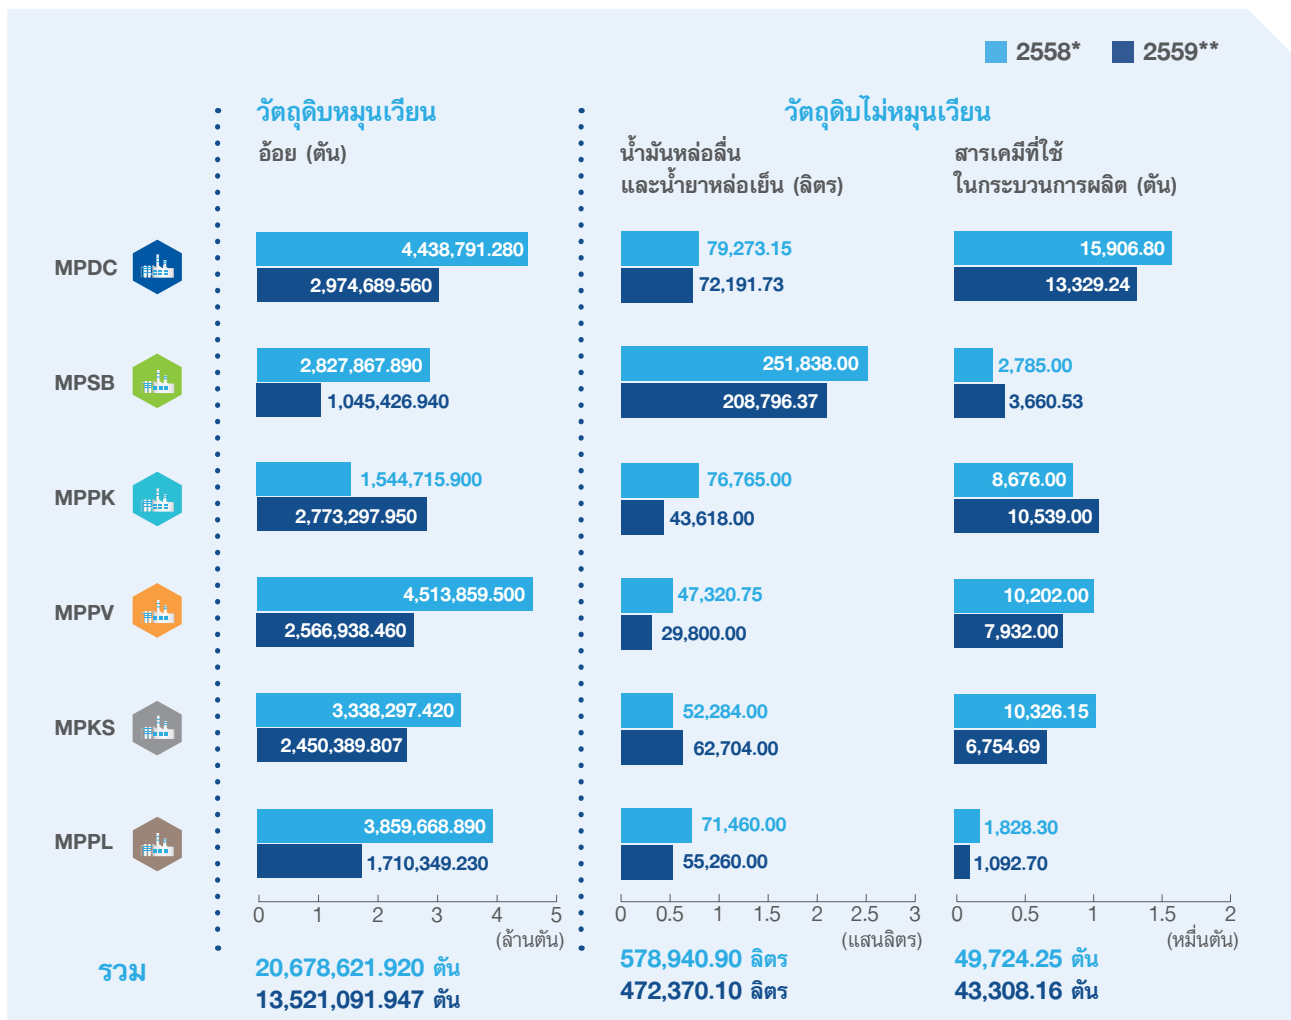 2558* 2559**
วัตถุดิบหมุนเวียน วัตถุดิบไม่หมุนเวียน
อ้อย (ตัน)
น้ำมันหล่อลื่น
และน้ำยาหล่อเย็น (ลิตร)
สารเคมีที่ใช้
ในกระบวนการผลิต (ตัน)
MPDC
4,438,791.280 79,273.15 15,906.80
2,974,689.560 72,191.73 13,329.24
MPSB
2,827,867.890 251,838.00 2,785.00
1,045,426.940 208,796.37 3,660.53
MPPK
1,544,715.900 76,765.00 8,676.00
2,773,297.950 43,618.00 10,539.00
MPPV
4,513,859.500 47,320.75 10,202.00
2,566,938.460 29,800.00 7,932.00
MPKS
3,338,297.420 52,284.00 10,326.15
2,450,389.807 62,704.00 6,754.69
MPPL
3,859,668.890 71,460.00 1,828.30
1,710,349.230 55,260.00 1,092.70
0 1 2 3 4 5 0 0.5 1 1.5 2 2.5 3 0 0.5 1 1.5 2
(ล้านตัน) (แสนลิตร) (หมื่นตัน)
รวม
20,678,621.920 ตัน 578,940.90 ลิตร 49,724.25 ตัน
13,521,091.947 ตัน 472,370.10 ลิตร 43,308.16 ตัน